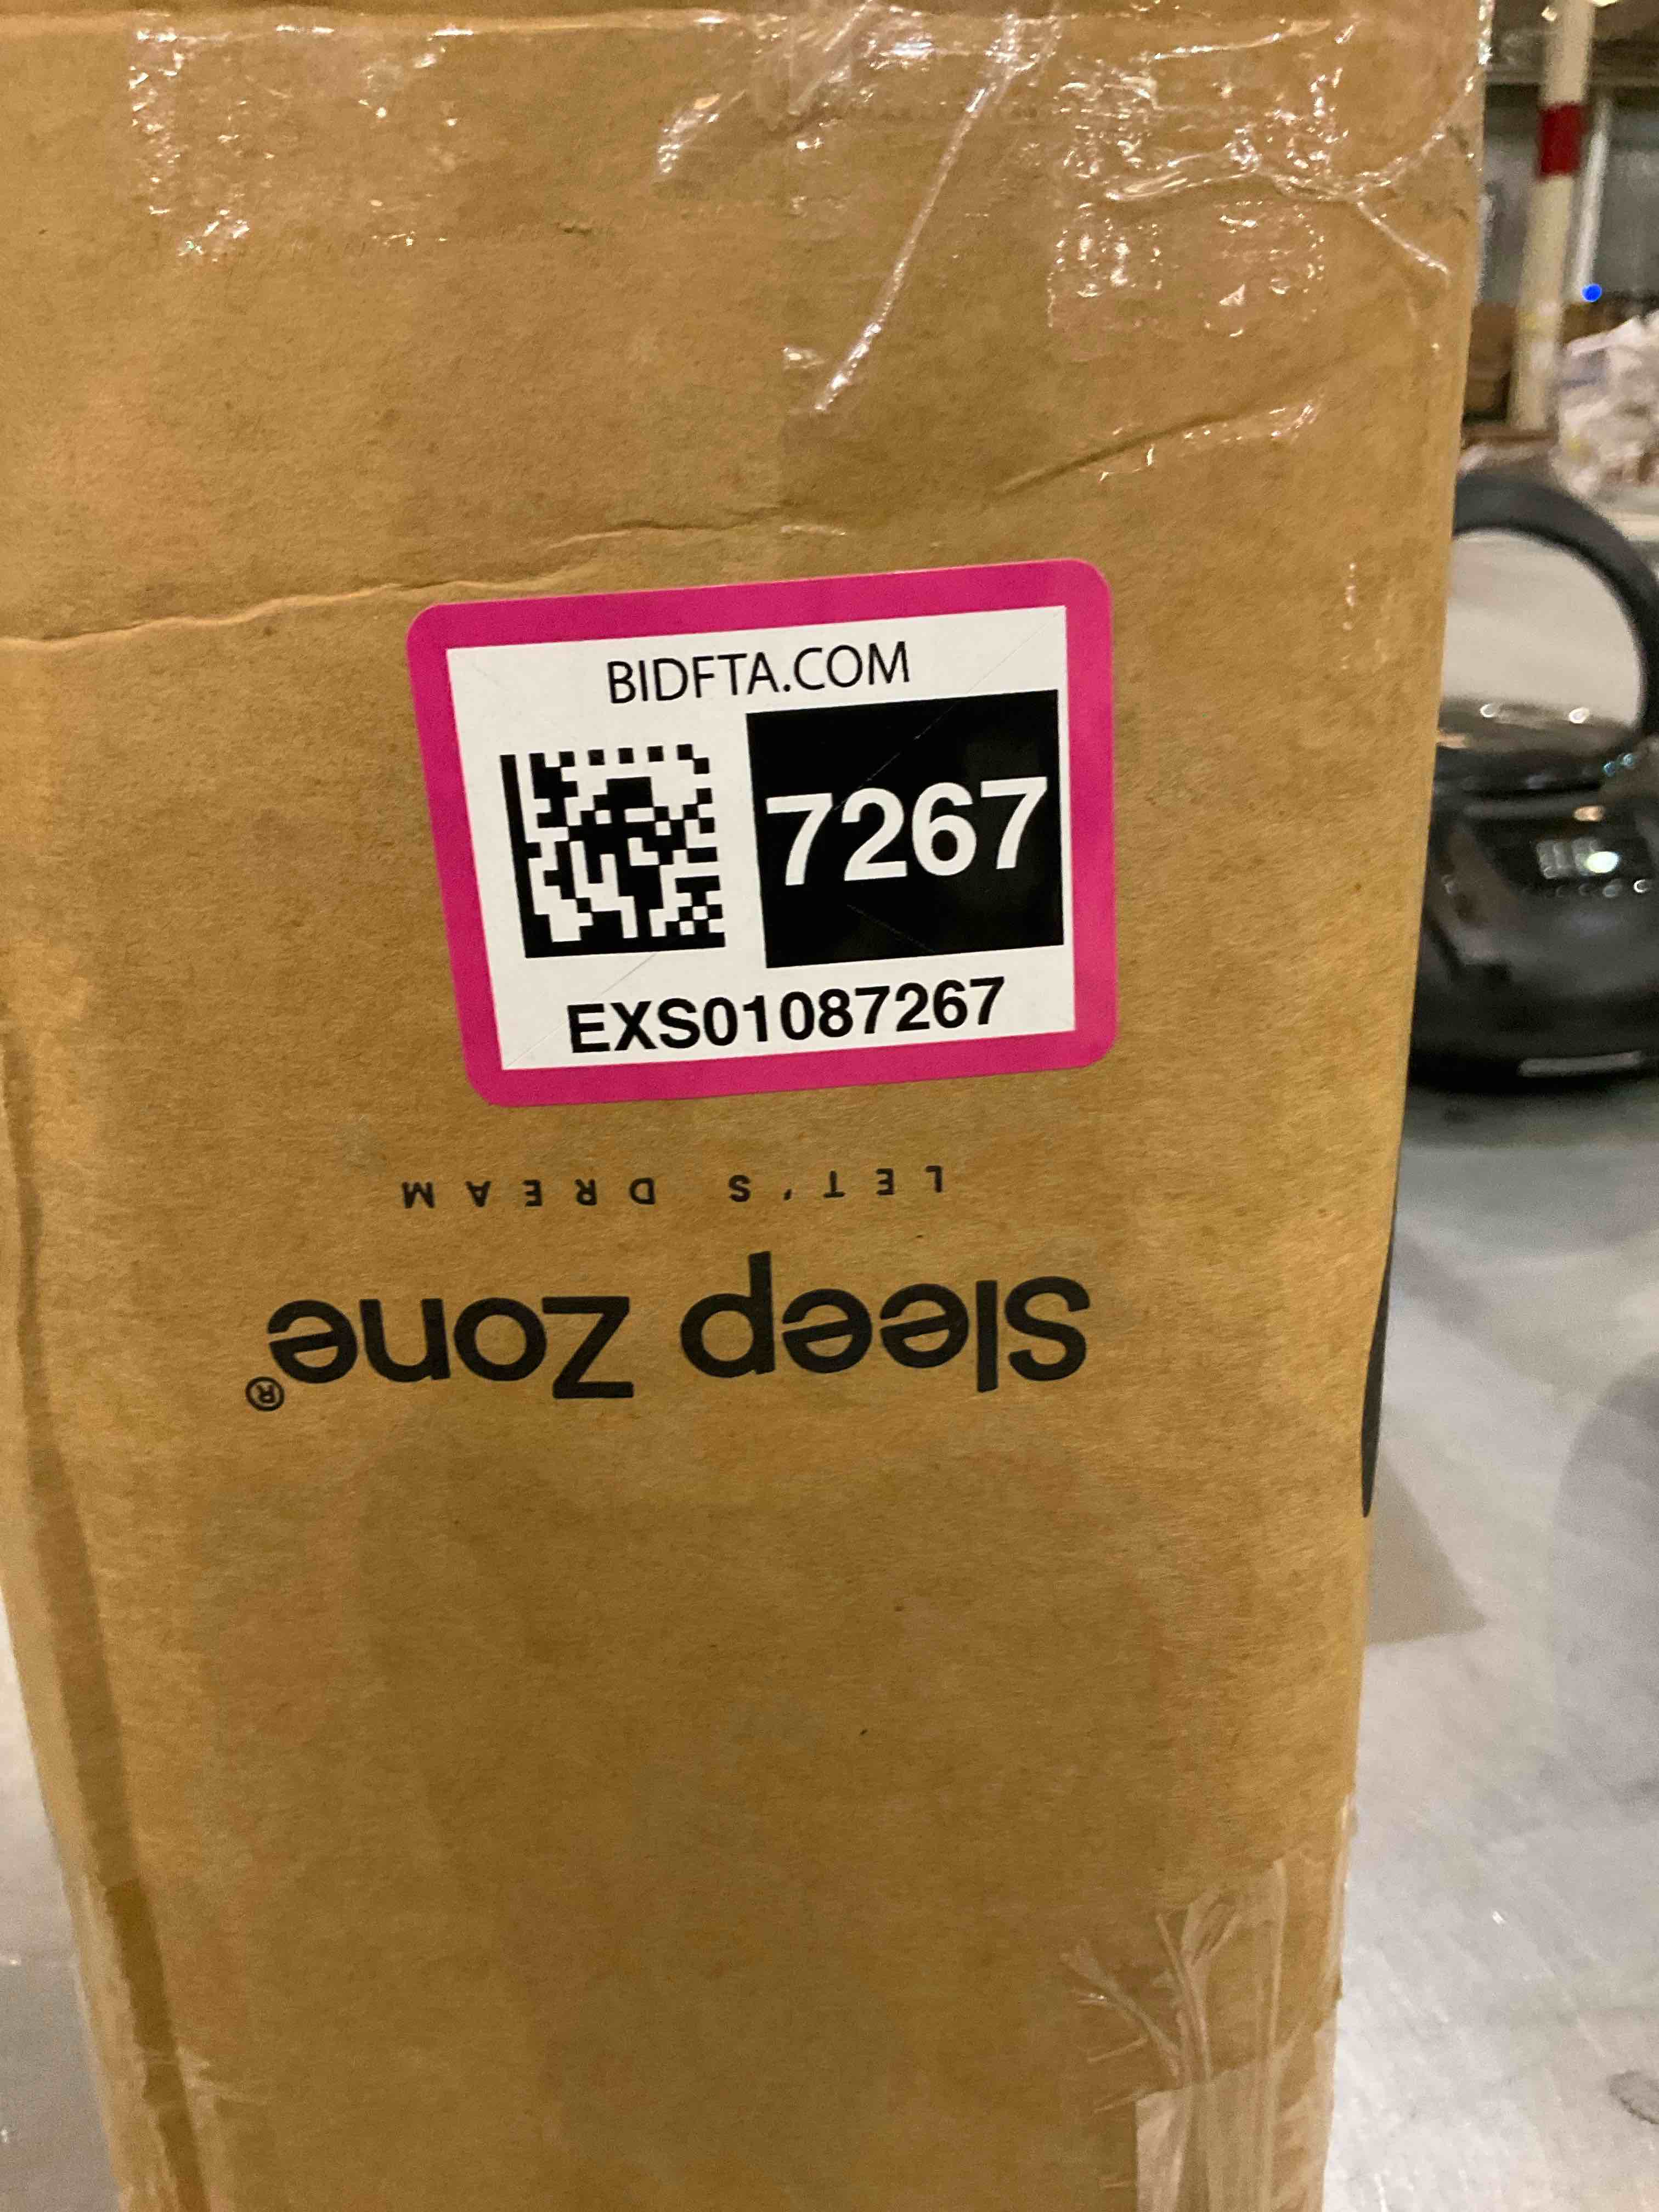 BIDFTA.COM
7267
EXS01087267
Sleep Zone®
LET'S DREAM